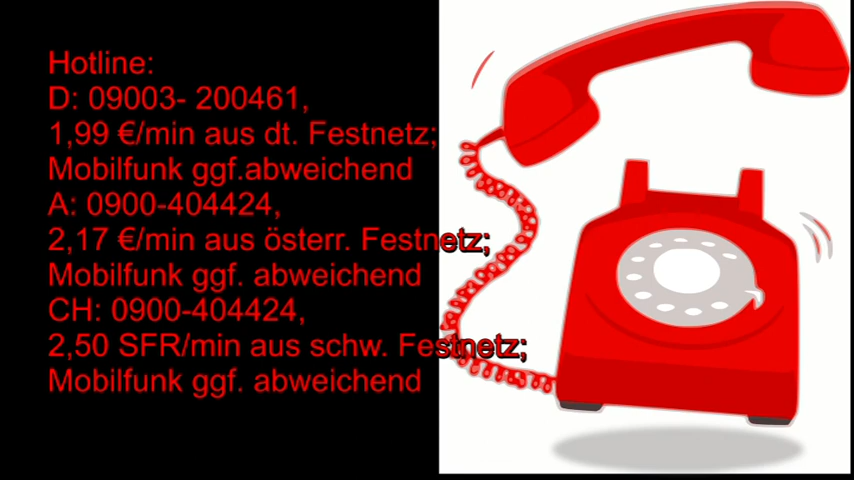 Hotline:
D: 09003- 200461,
1,99 €/min aus dt. Festnetz;
Mobilfunk ggf.abweichend
A: 0900-404424,
2,17 €/min aus österr. Festnetz;
Mobilfunk ggf. abweichend
CH: 0900-404424,
2,50 SFR/min aus schw. Festnetz;
Mobilfunk ggf. abweichend